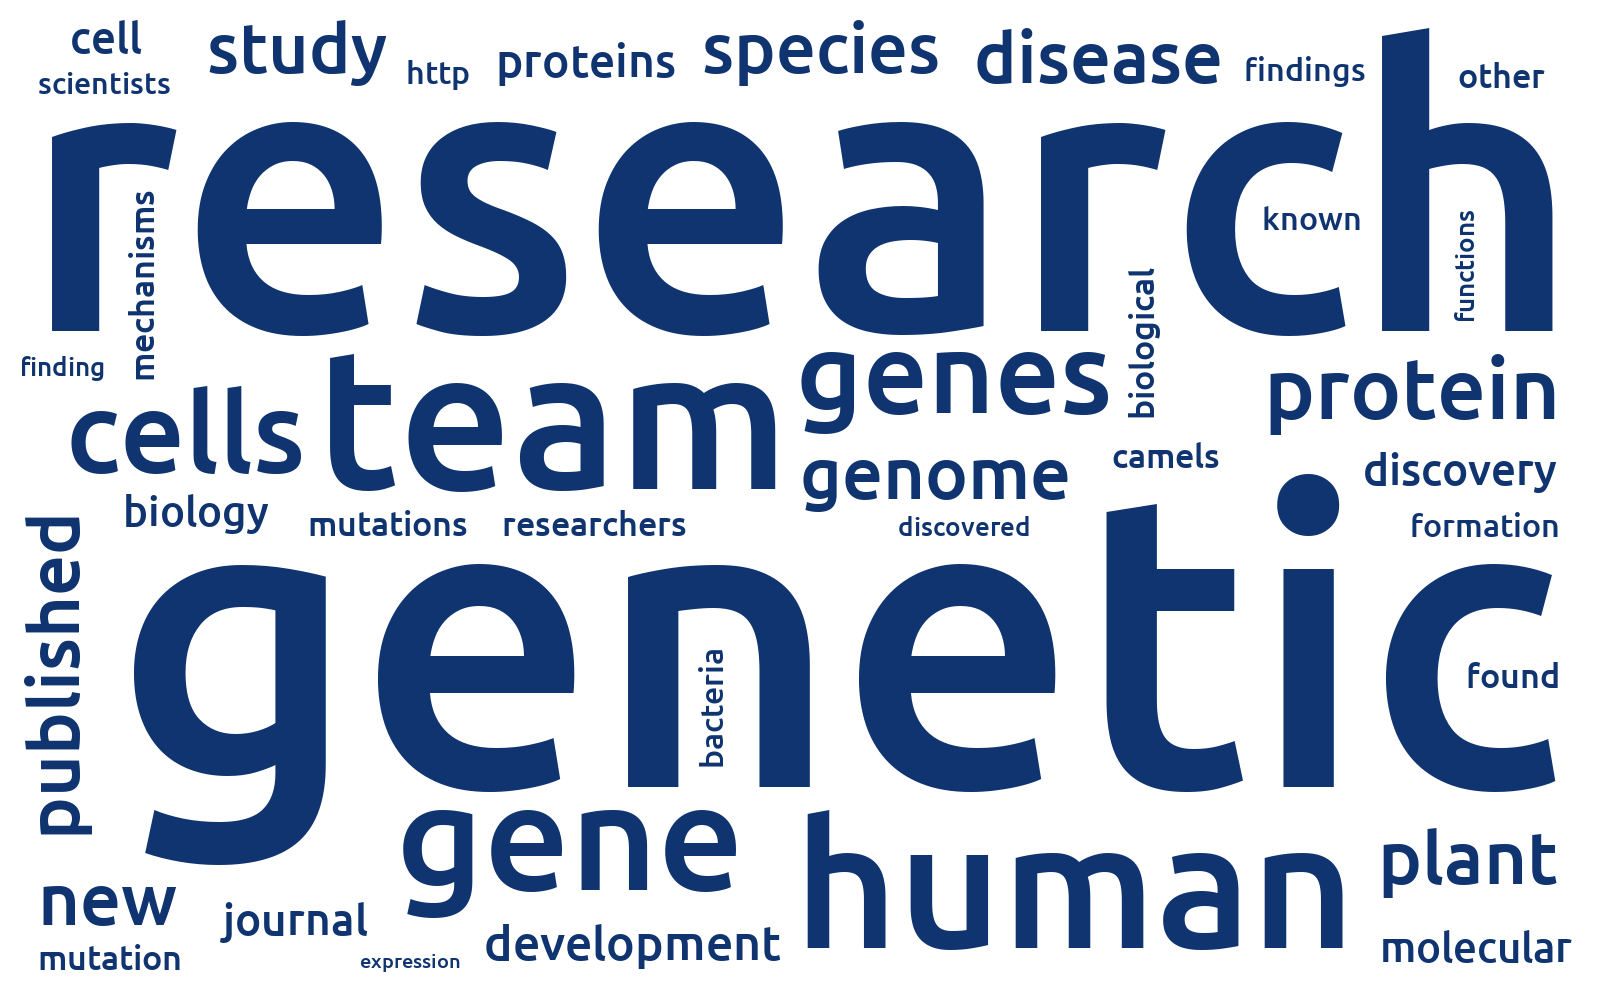 cell
study
http
proteins
species
disease
findings
other
scientists
research
mechanisms
known
functions
biological
finding
cells
team
genes
protein
genome
camels
discovery
biology
mutations
researchers
discovered
formation
published
genetic
bacteria
found
gene
human
plant
new
journal
development
molecular
mutation
expression